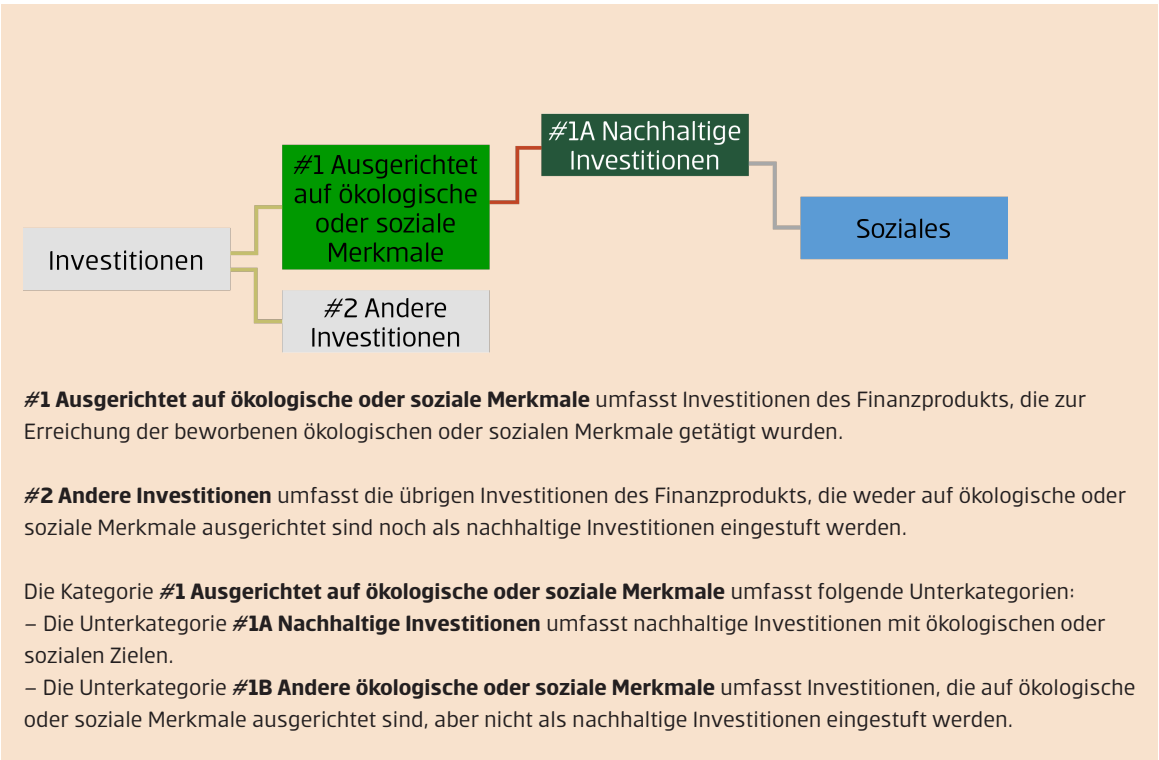 #1A Nachhaltige
Investitionen
#1 Ausgerichtet
auf ökologische
oder soziale
Merkmale
Soziales
Investitionen
#2 Andere
Investitionen
#1 Ausgerichtet auf ökologische oder soziale Merkmale umfasst Investitionen des Finanzprodukts, die zur
Erreichung der beworbenen ökologischen oder sozialen Merkmale getätigt wurden.
#2 Andere Investitionen umfasst die übrigen Investitionen des Finanzprodukts, die weder auf ökologische oder
soziale Merkmale ausgerichtet sind noch als nachhaltige Investitionen eingestuft werden.
Die Kategorie #1 Ausgerichtet auf ökologische oder soziale Merkmale umfasst folgende Unterkategorien:
– Die Unterkategorie #1A Nachhaltige Investitionen umfasst nachhaltige Investitionen mit ökologischen oder
sozialen Zielen.
– Die Unterkategorie #1B Andere ökologische oder soziale Merkmale umfasst Investitionen, die auf ökologische
oder soziale Merkmale ausgerichtet sind, aber nicht als nachhaltige Investitionen eingestuft werden.